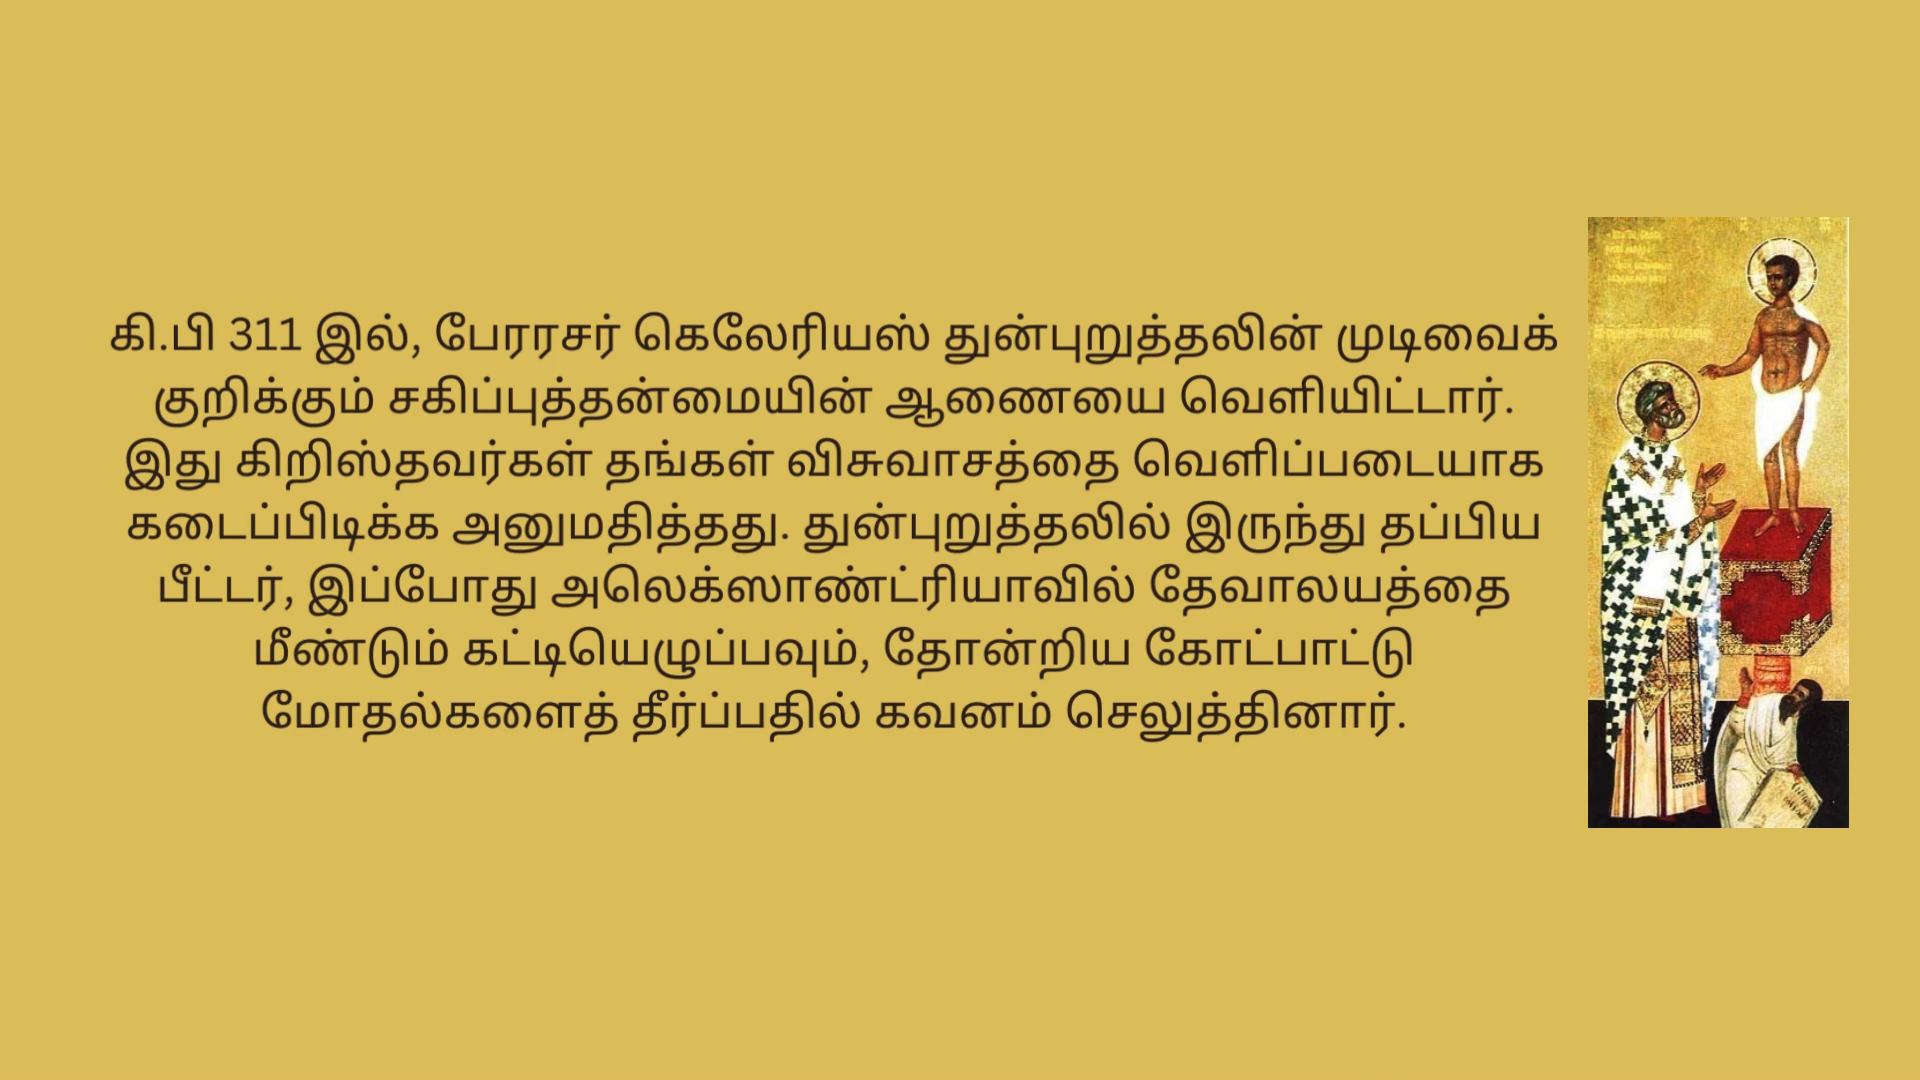 கி.பி 311 இல், பேரரசர் கெலேரியஸ் துன்புறுத்தலின் முடிவைக்
குறிக்கும் சகிப்புத்தன்மையின் ஆணையை வெளியிட்டார்.
இது கிறிஸ்தவர்கள் தங்கள் விசுவாசத்தை வெளிப்படையாக
கடைப்பிடிக்க அனுமதித்தது. துன்புறுத்தலில் இருந்து தப்பிய
பீட்டர், இப்போது அலெக்ஸாண்ட்ரியாவில் தேவாலயத்தை
மீண்டும் கட்டியெழுப்பவும், தோன்றிய கோட்பாட்டு
மோதல்களைத் தீர்ப்பதில் கவனம் செலுத்தினார்.